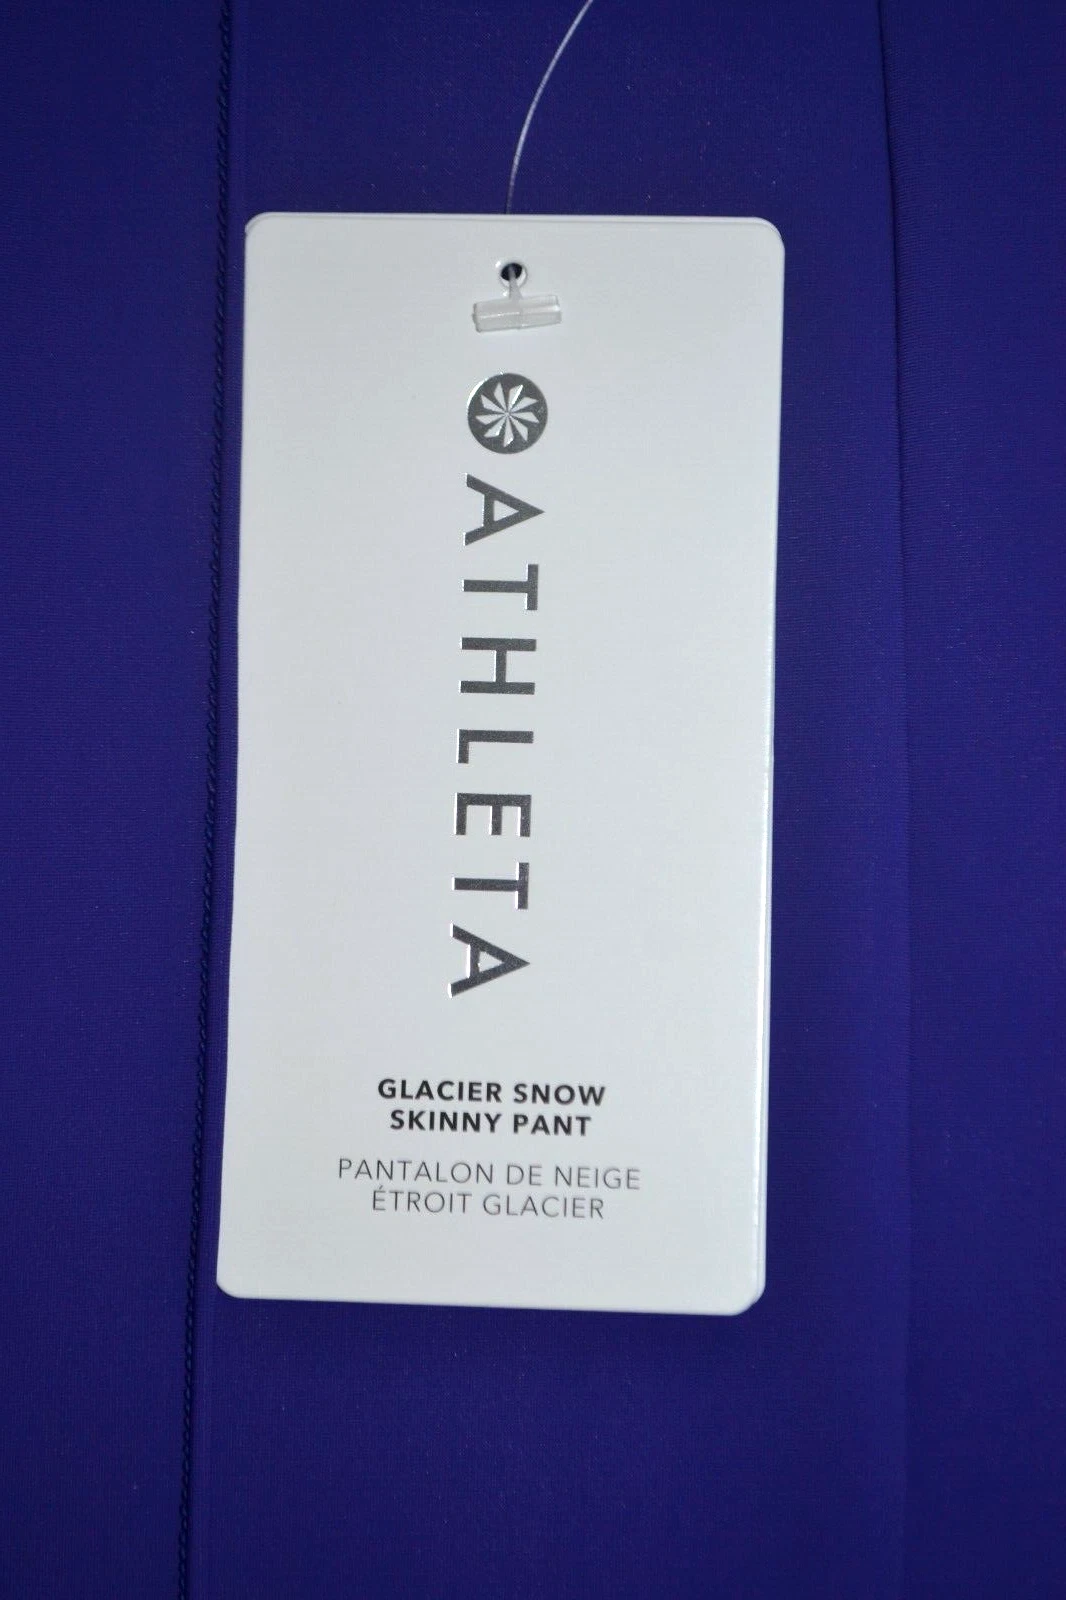 ATHLETA
GLACIER SNOW
SKINNY PANT
PANTALON DE NEIGE
ÉTROIT GLACIER